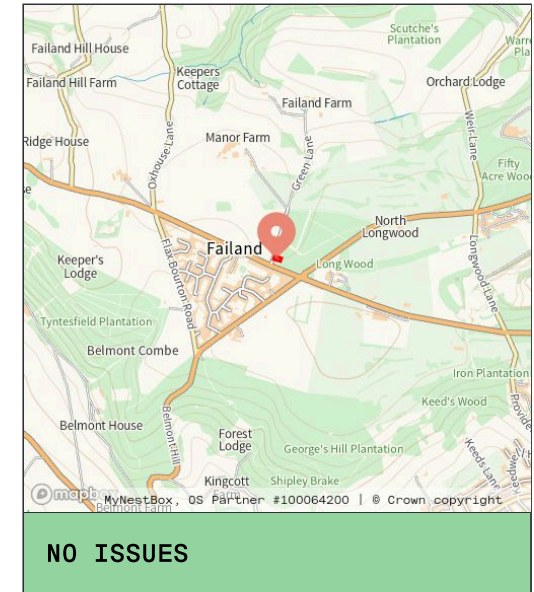 Scutche's
Plantation
Failand Hill House
Keepers
Cottage
Failand Hill Farm
Orchard Lodge
Failand Farm
Manor Farm
Ridge House
Oxhouse Lane
Green Lane
Weir Lane
Fifty
Acre Wood
North
Longwood
Failand
Keeper's
Lodge
Long Wood
Flax Bourton Road
Longwood Lane
Tyntesfield Plantation
Belmont Combe
Iron Plantation
Keed's Wood
Belmont House
Belmont Hill
Forest
Lodge
George's Hill Plantation
Keeds Lane
Kingcott
Farm
Shipley Brake
mapbox
MyNestBox, OS Partner #100064200 | © Crown copyright
Belmont Farm
NO ISSUES